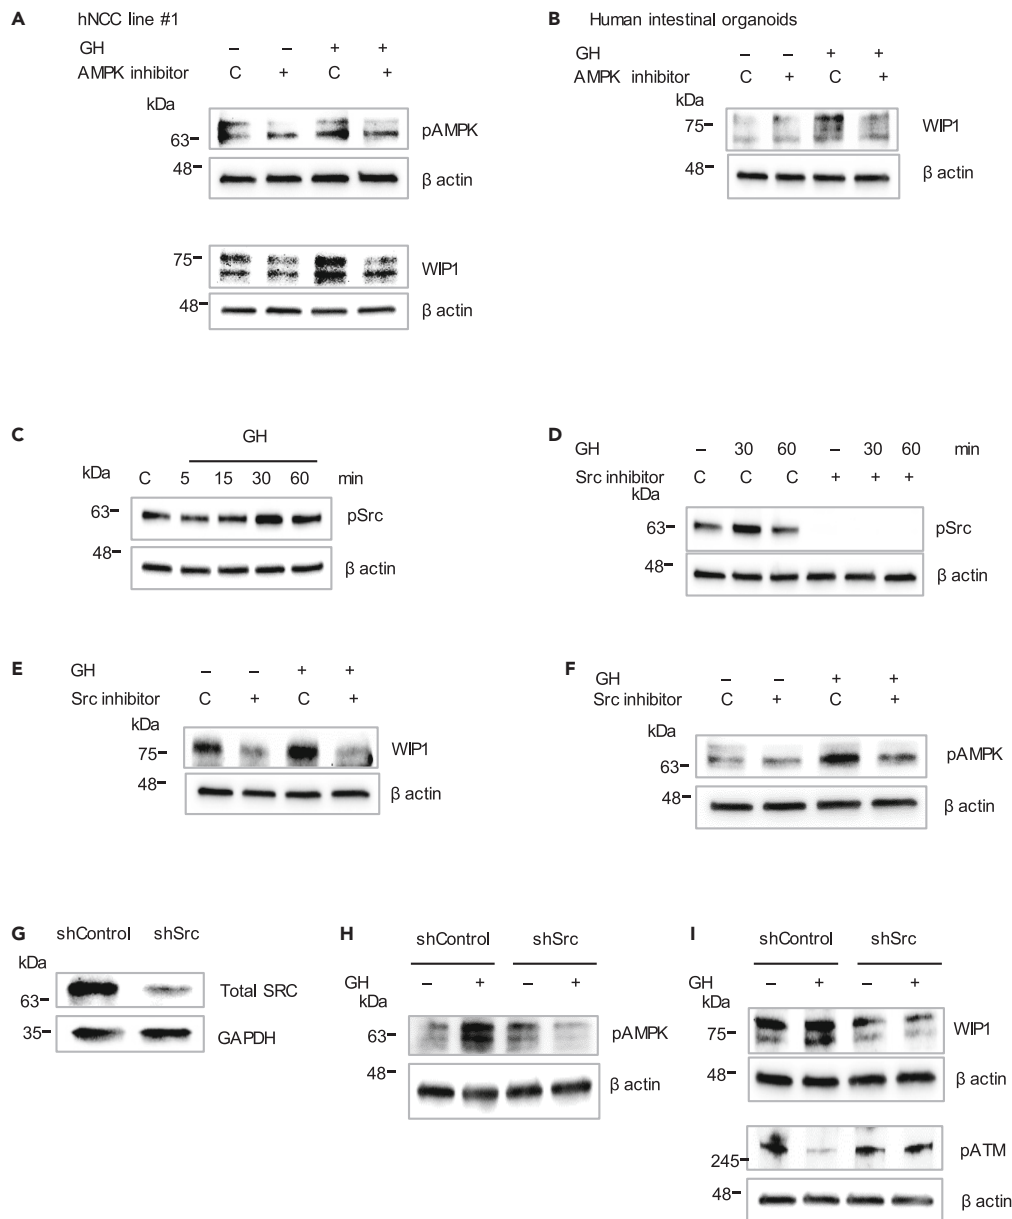 A hNCC line #1
GH – – + +
AMPK inhibitor C + C +
kDa
63 pAMPK
48 β actin
75 WIP1
48 β actin
B Human intestinal organoids
GH – – + +
AMPK inhibitor C + C +
kDa
75 WIP1
48 β actin
C GH
kDa C 5 15 30 60 min
63 pSrc
48 β actin
D GH – 30 60 – 30 60 min
Src inhibitor C C C + + +
kDa
63 pSrc
48 β actin
E GH – – + +
Src inhibitor C + C +
kDa
75 WIP1
48 β actin
F GH – – + +
Src inhibitor C + C +
kDa
63 pAMPK
48 β actin
G shControl shSrc
kDa
63 Total SRC
35 GAPDH
H shControl shSrc
GH – + – +
kDa
63 pAMPK
48 β actin
I shControl shSrc
GH – + – +
kDa
75 WIP1
48 β actin
245 pATM
48 β actin